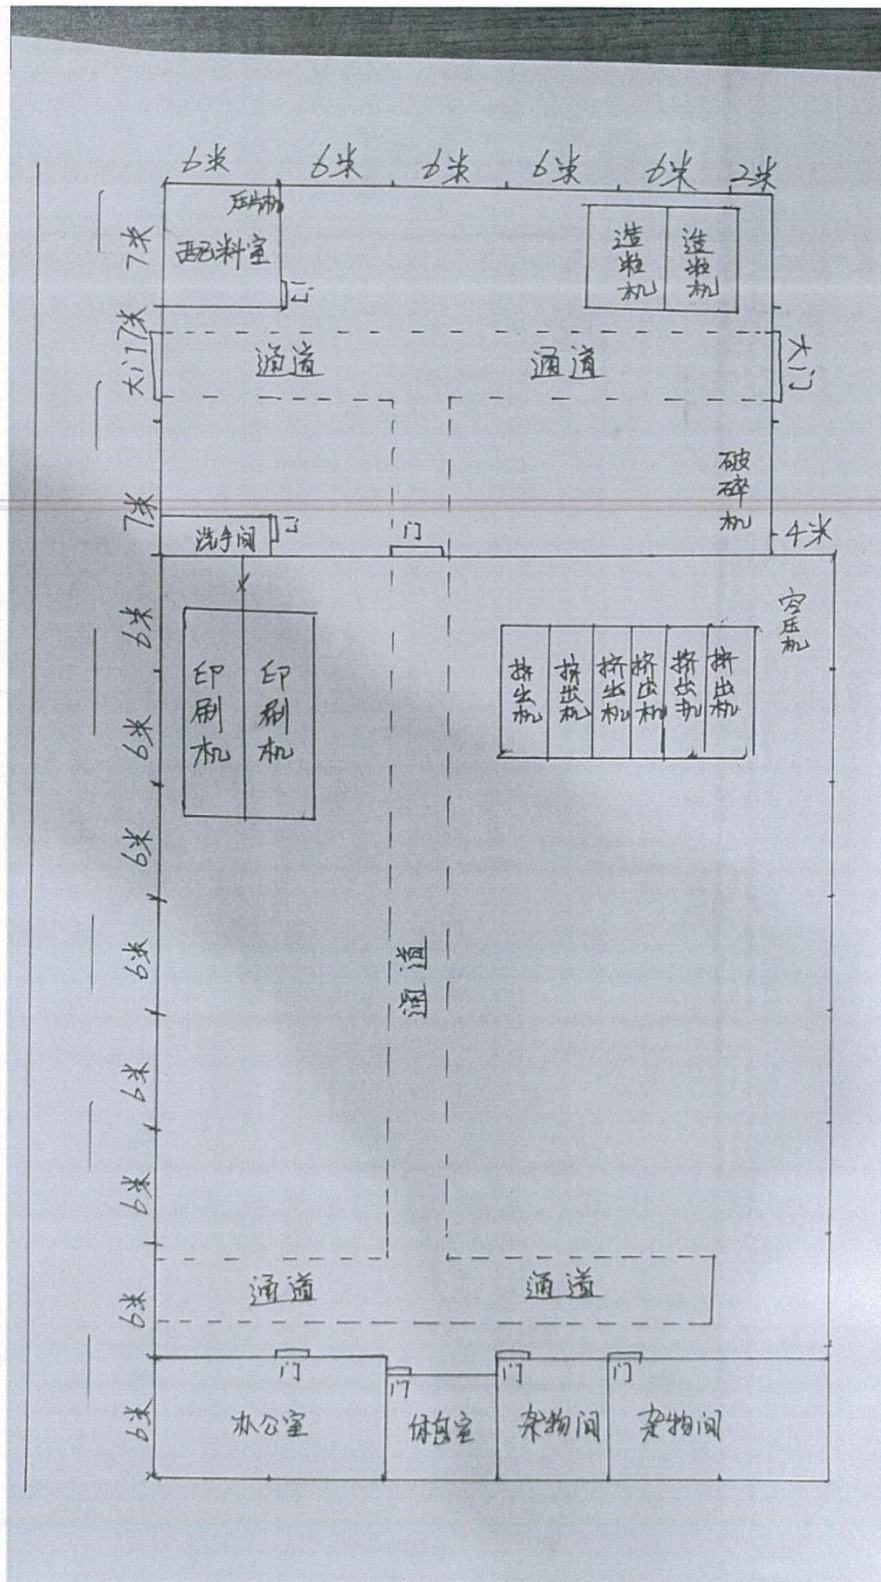 6米 6米 6米 6米 6米 2米
压片机
配料室
门
造粒机
造粒机
7米
7米
大门
通道
通道
大门
破碎机
7米
洗手间
门
门
4米
空压机
6米
印刷机
印刷机
挤出机
挤出机
挤出机
挤出机
挤出机
挤出机
6米
6米
6米
通道
6米
6米
通道
通道
6米
门
门
门
门
6米
办公室
休息室
杂物间
杂物间